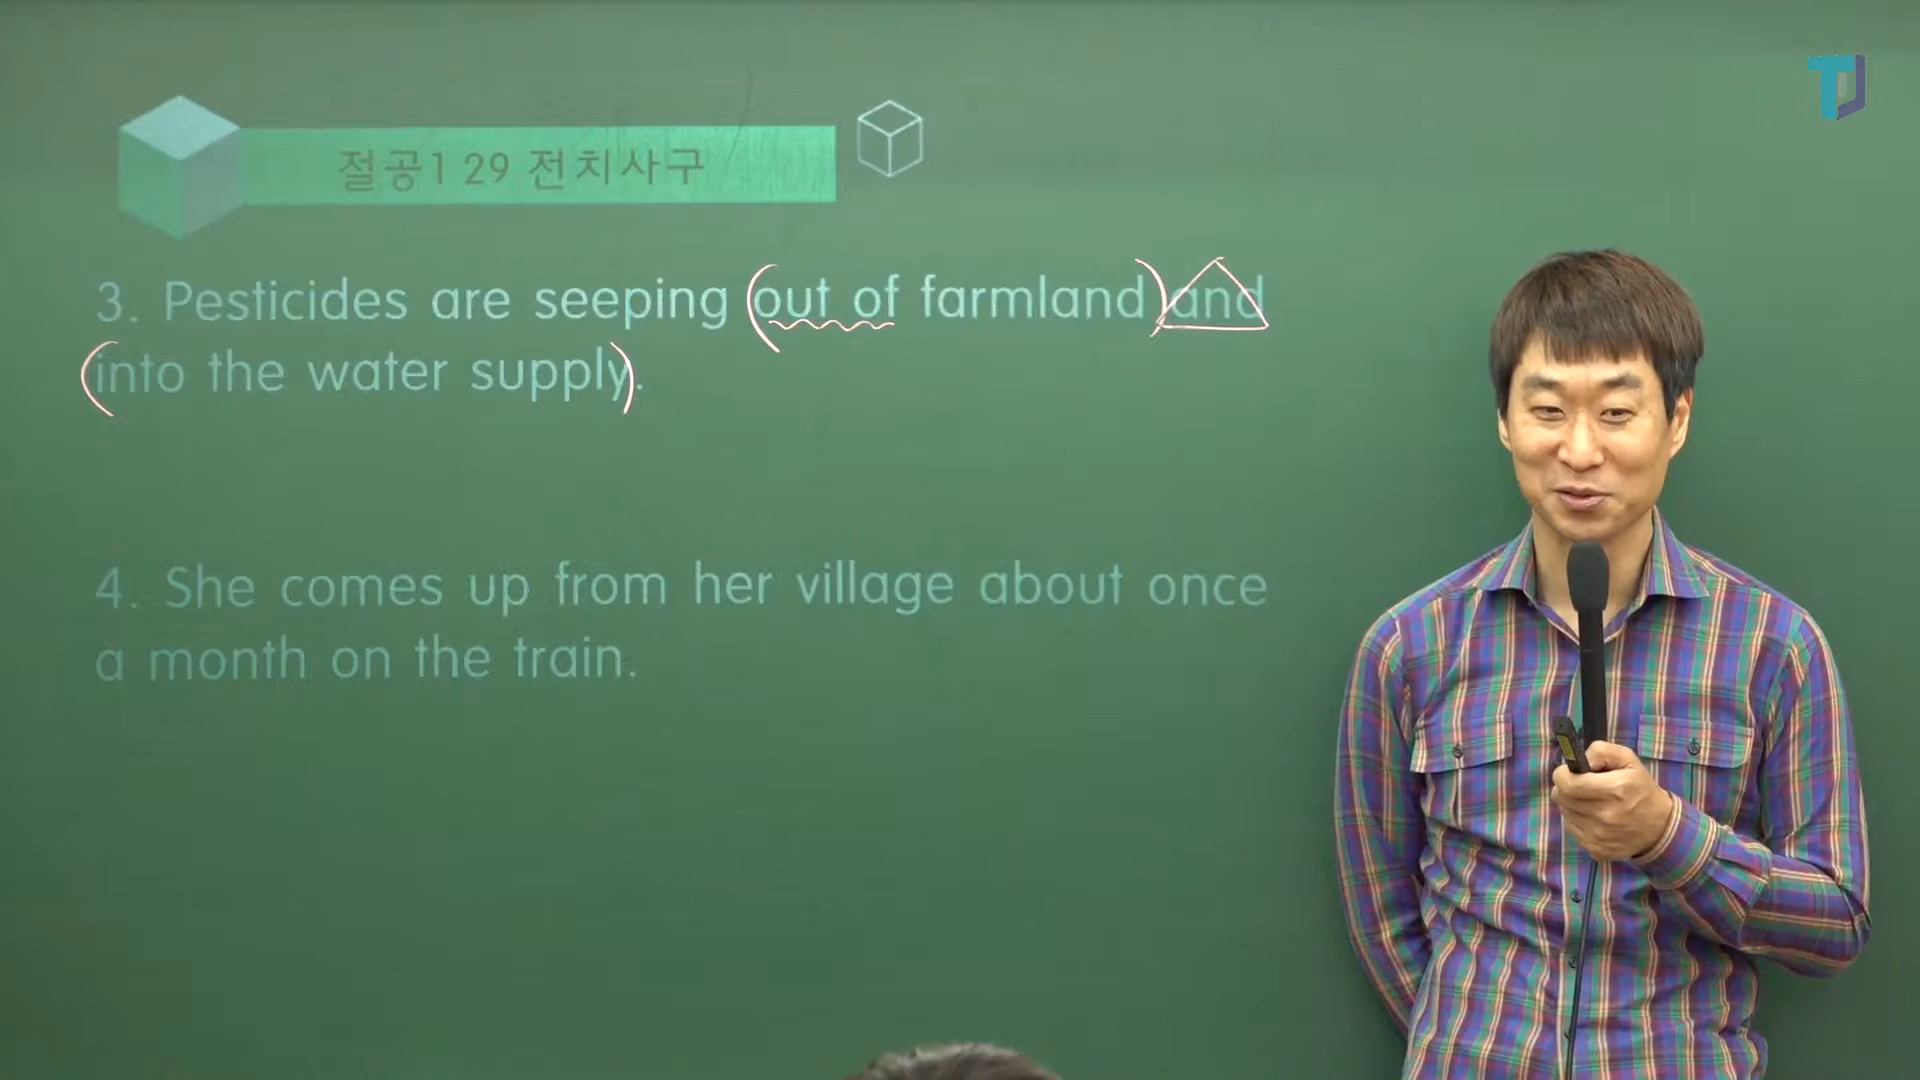 절공1 29 전치사구
3. Pesticides are seeping out of farmland and
into the water supply.
4. She comes up from her village about once
a month on the train.
TJ